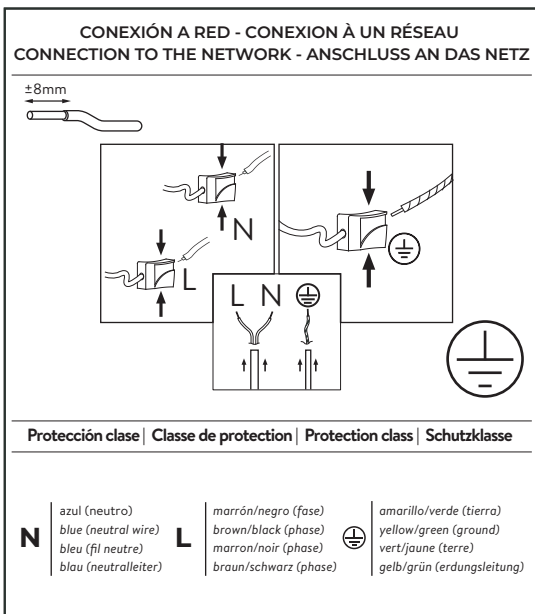 CONEXIÓN A RED - CONEXION À UN RÉSEAU
CONNECTION TO THE NETWORK - ANSCHLUSS AN DAS NETZ
±8mm
N
L
L N
Protección clase | Classe de protection | Protection class | Schutzklasse
N
azul (neutro)
blue (neutral wire)
bleu (fil neutre)
blau (neutralleiter)
L
marrón/negro (fase)
brown/black (phase)
marron/noir (phase)
braun/schwarz (phase)
amarillo/verde (tierra)
yellow/green (ground)
vert/jaune (terre)
gelb/grün (erdungsleitung)